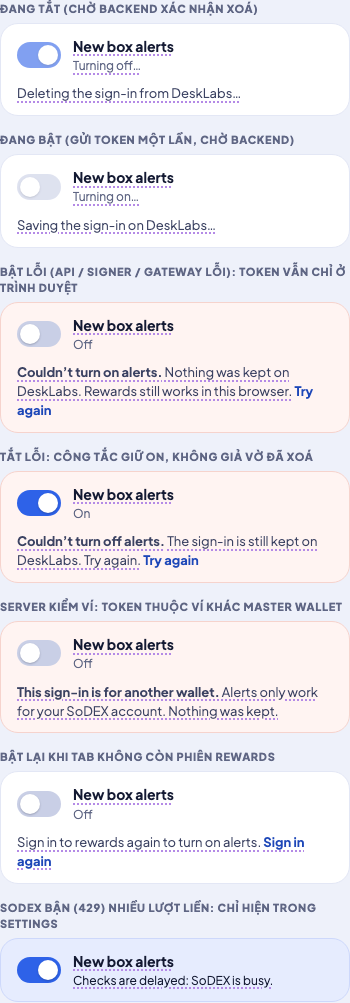 ĐANG TẮT (CHỜ BACKEND XÁC NHẬN XOÁ)
New box alerts
Turning off…
Deleting the sign-in from DeskLabs…
ĐANG BẬT (GỬI TOKEN MỘT LẦN, CHỜ BACKEND)
New box alerts
Turning on…
Saving the sign-in on DeskLabs…
BẬT LỖI (API / SIGNER / GATEWAY LỖI): TOKEN VẪN CHỈ Ở
TRÌNH DUYỆT
New box alerts
Off
Couldn’t turn on alerts. Nothing was kept on
DeskLabs. Rewards still works in this browser. Try
again
TẮT LỖI: CÔNG TẮC GIỮ ON, KHÔNG GIẢ VỜ ĐÃ XOÁ
New box alerts
On
Couldn’t turn off alerts. The sign-in is still kept on
DeskLabs. Try again. Try again
SERVER KIỂM VÍ: TOKEN THUỘC VÍ KHÁC MASTER WALLET
New box alerts
Off
This sign-in is for another wallet. Alerts only work
for your SoDEX account. Nothing was kept.
BẬT LẠI KHI TAB KHÔNG CÒN PHIÊN REWARDS
New box alerts
Off
Sign in to rewards again to turn on alerts. Sign in
again
SODEX BẬN (429) NHIỀU LƯỢT LIỀN: CHỈ HIỆN TRONG
SETTINGS
New box alerts
Checks are delayed: SoDEX is busy.